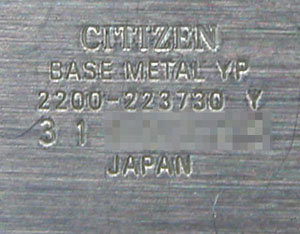 CITIZEN
BASE METAL YP
2200-223730 Y
3 1
JAPAN